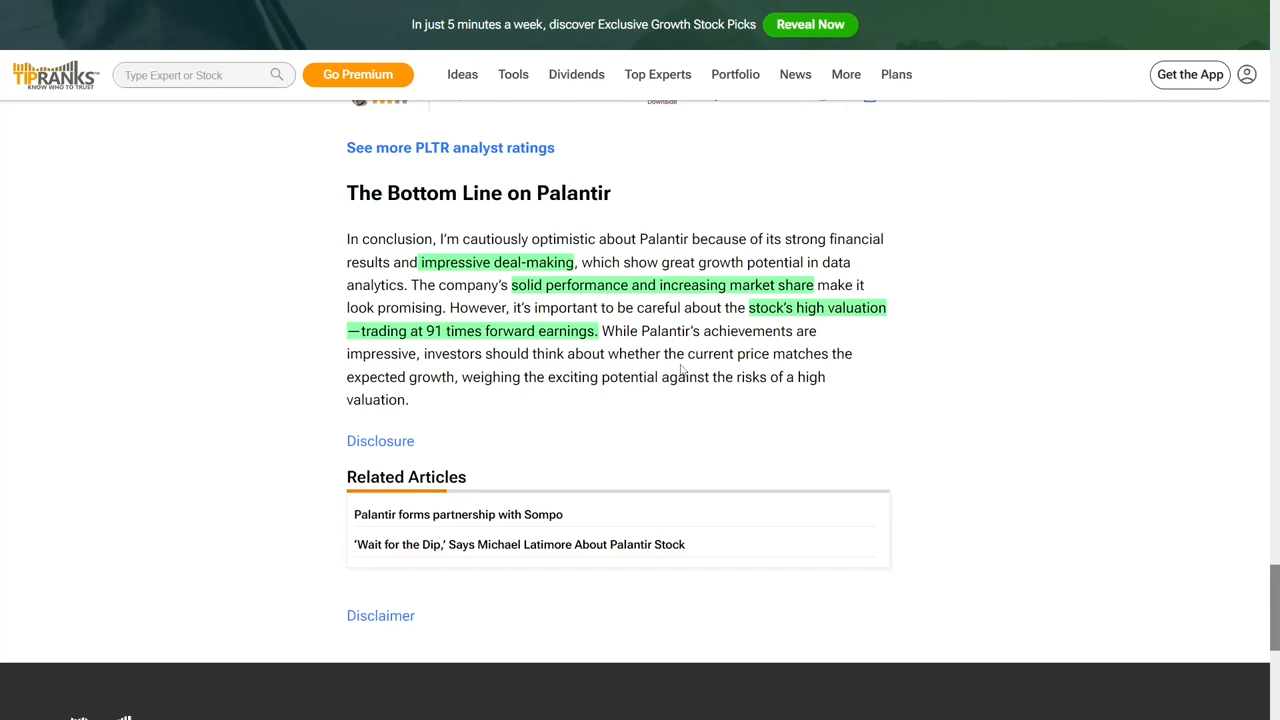 In just 5 minutes a week, discover Exclusive Growth Stock Picks Reveal Now
TIPRANKS™
KNOW WHO TO TRUST
Type Expert or Stock
Go Premium
Ideas Tools Dividends Top Experts Portfolio News More Plans
Get the App
Downside
See more PLTR analyst ratings
The Bottom Line on Palantir
In conclusion, I’m cautiously optimistic about Palantir because of its strong financial
results and impressive deal-making, which show great growth potential in data
analytics. The company’s solid performance and increasing market share make it
look promising. However, it’s important to be careful about the stock’s high valuation
—trading at 91 times forward earnings. While Palantir’s achievements are
impressive, investors should think about whether the current price matches the
expected growth, weighing the exciting potential against the risks of a high
valuation.
Disclosure
Related Articles
Palantir forms partnership with Sompo
‘Wait for the Dip,’ Says Michael Latimore About Palantir Stock
Disclaimer